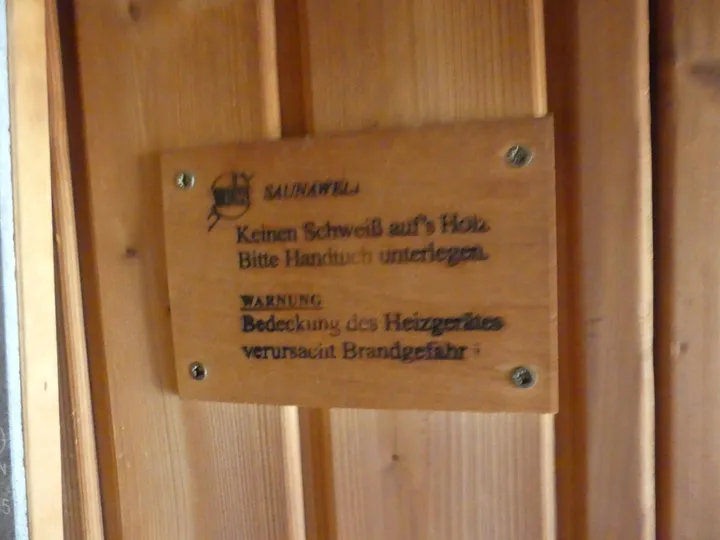 SAUNAWELT
Keinen Schweiß auf's Holz.
Bitte Handtuch unterlegen.
WARNUNG
Bedeckung des Heizgerätes
verursacht Brandgefahr !